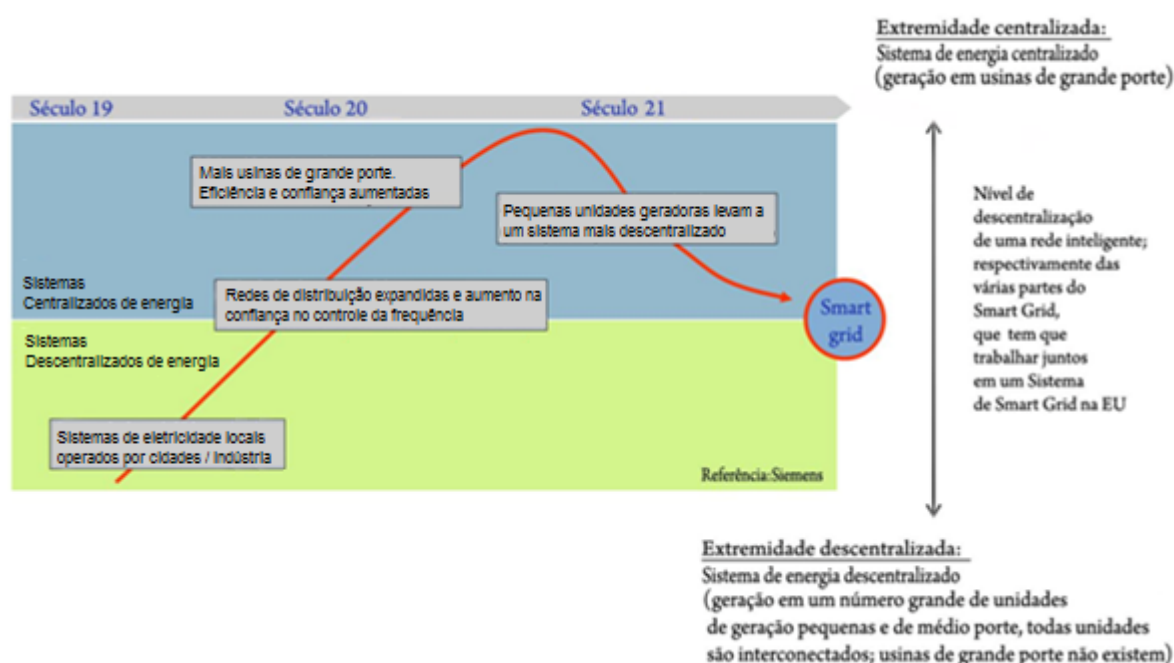 Extremidade centralizada:
Sistema de energia centralizado
(geração em usinas de grande porte)
Século 19
Século 20
Século 21
Mais usinas de grande porte.
Eficiência e confiança aumentadas
Pequenas unidades geradoras levam a
um sistema mais descentralizado
Sistemas
Centralizados de energia
Redes de distribuição expandidas e aumento na
confiança no controle da frequência
Smart
grid
Sistemas
Descentralizados de energia
Sistemas de eletricidade locais
operados por cidades / indústria
Referência:Siemens
Nível de
descentralização
de uma rede inteligente;
respectivamente das
várias partes do
Smart Grid,
que tem que
trabalhar juntos
em um Sistema
de Smart Grid na EU
Extremidade descentralizada:
Sistema de energia descentralizado
(geração em um número grande de unidades
de geração pequenas e de médio porte, todas unidades
são interconectados; usinas de grande porte não existem)